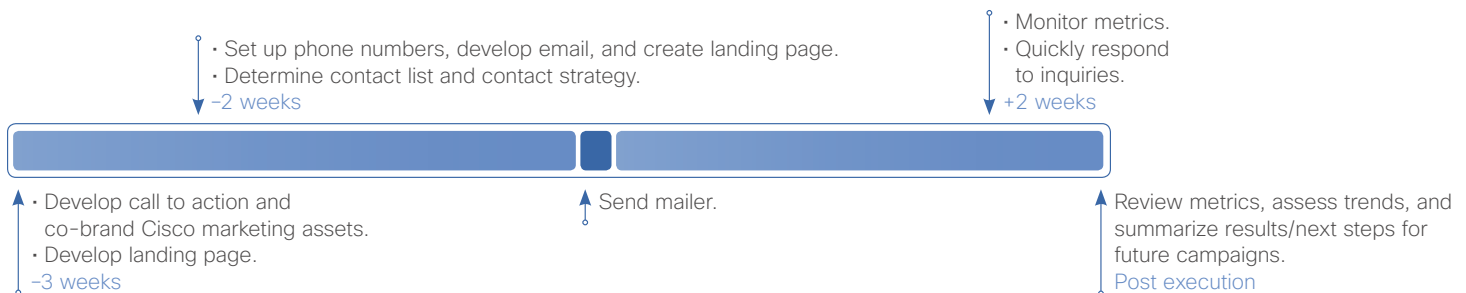 · Set up phone numbers, develop email, and create landing page.
· Determine contact list and contact strategy.
–2 weeks
· Monitor metrics.
· Quickly respond
to inquiries.
+2 weeks
· Develop call to action and
co-brand Cisco marketing assets.
· Develop landing page.
–3 weeks
Send mailer.
Review metrics, assess trends, and
summarize results/next steps for
future campaigns.
Post execution